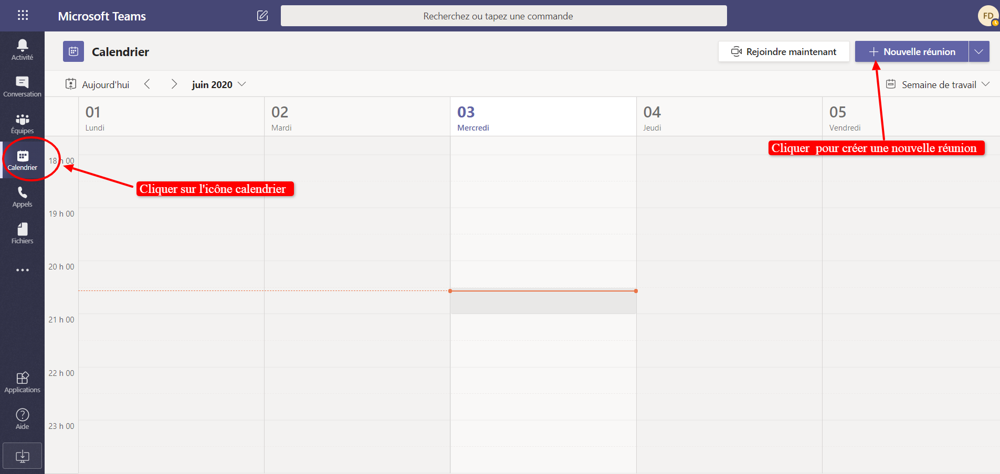 Microsoft Teams
Recherchez ou tapez une commande
FD
Activité
Conversation
Équipes
Calendrier
Appels
Fichiers
Applications
Aide
Calendrier
Rejoindre maintenant
Nouvelle réunion
Aujourd'hui
juin 2020
Semaine de travail
01
Lundi
02
Mardi
03
Mercredi
04
Jeudi
05
Vendredi
Cliquer  pour créer une nouvelle réunion
18 h 00
Cliquer sur l'icône calendrier
19 h 00
20 h 00
21 h 00
22 h 00
23 h 00